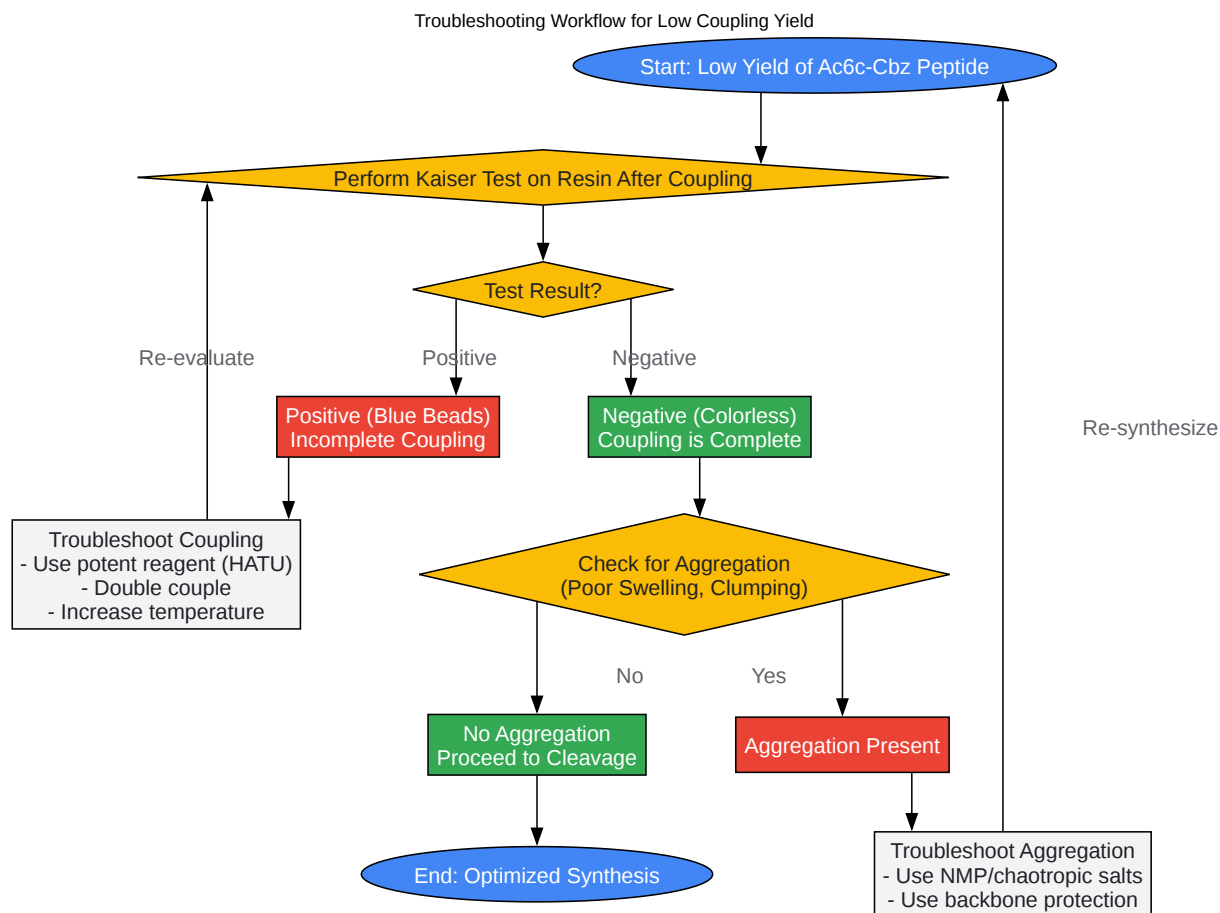 Troubleshooting Workflow for Low Coupling Yield
Start: Low Yield of Ac6c-Cbz Peptide
Perform Kaiser Test on Resin After Coupling
Test Result?
Re-evaluate
Positive
Negative
Positive (Blue Beads)
Incomplete Coupling
Negative (Colorless)
Coupling is Complete
Re-synthesize
Troubleshoot Coupling
- Use potent reagent (HATU)
- Double couple
- Increase temperature
Check for Aggregation
(Poor Swelling, Clumping)
No
Yes
No Aggregation
Proceed to Cleavage
Aggregation Present
End: Optimized Synthesis
Troubleshoot Aggregation
- Use NMP/chaotropic salts
- Use backbone protection